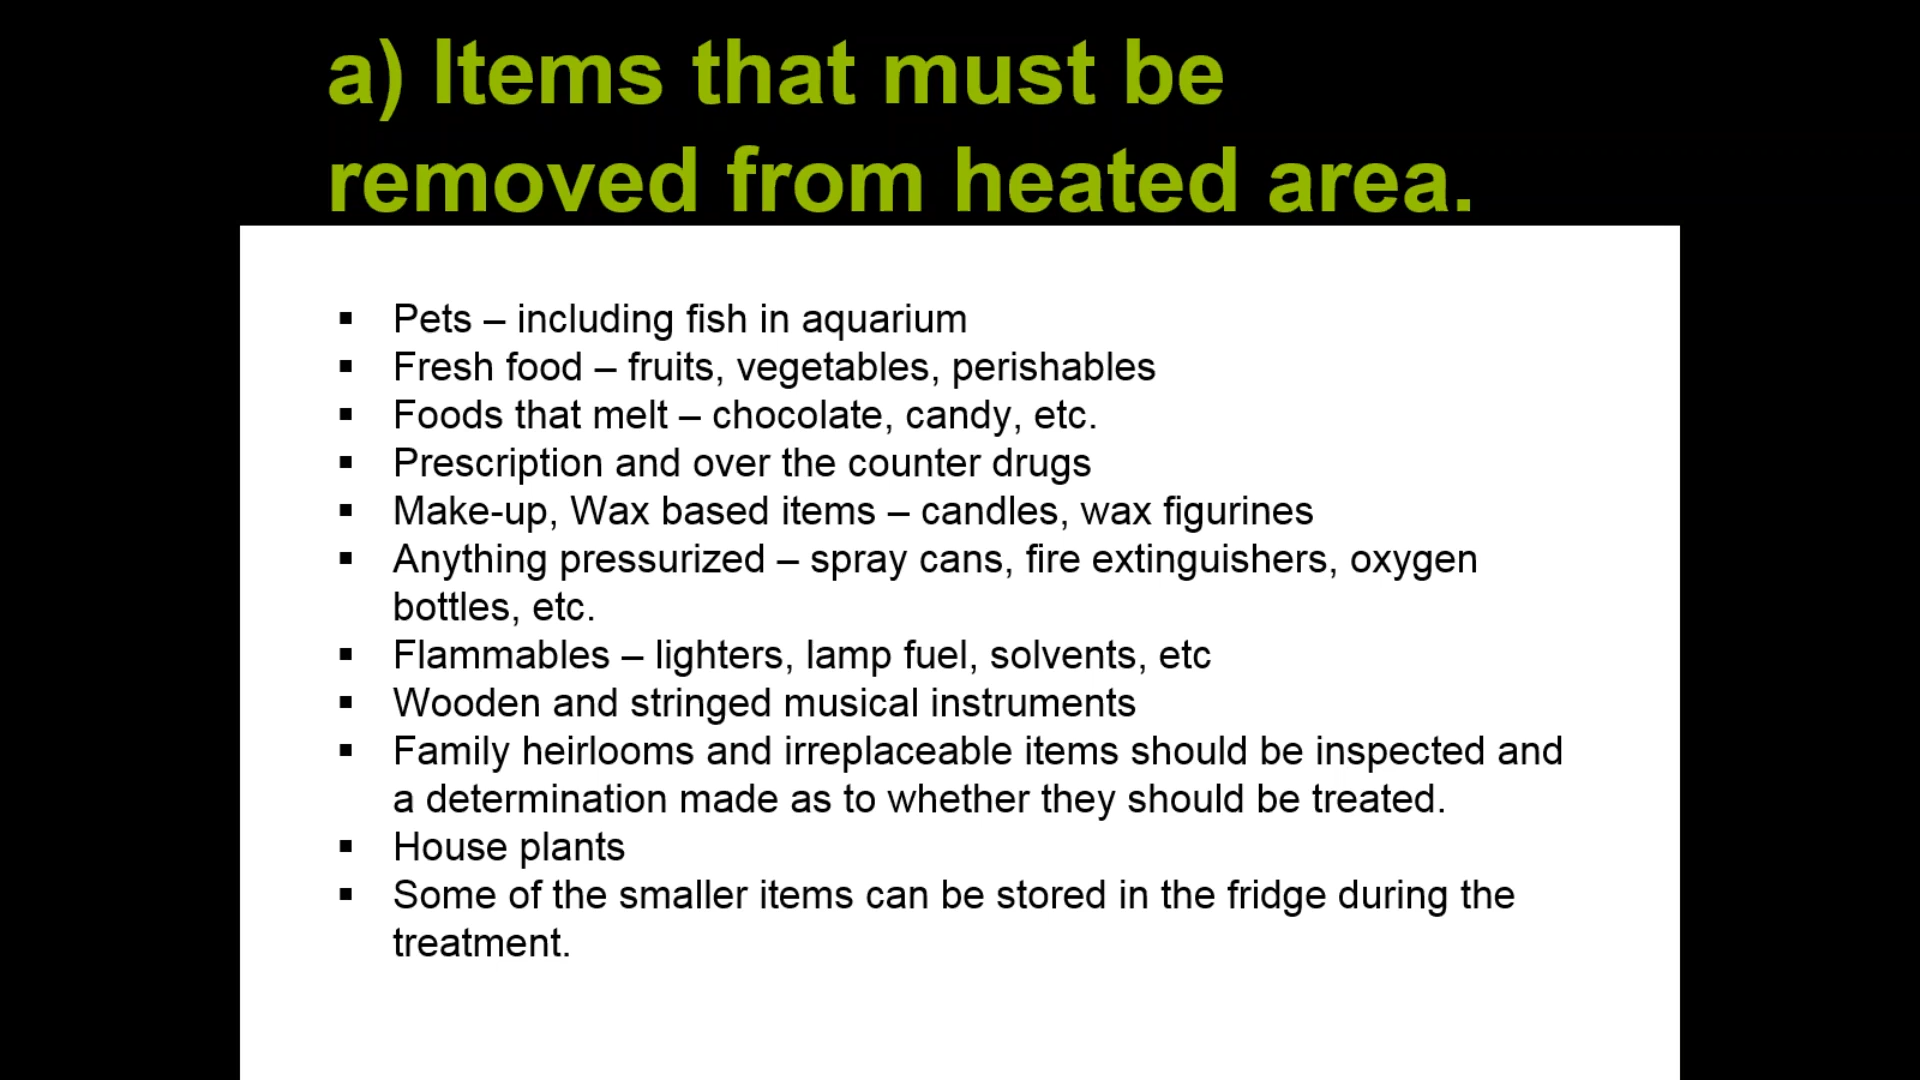 a) Items that must be
removed from heated area.
▪ Pets – including fish in aquarium
▪ Fresh food – fruits, vegetables, perishables
▪ Foods that melt – chocolate, candy, etc.
▪ Prescription and over the counter drugs
▪ Make-up, Wax based items – candles, wax figurines
▪ Anything pressurized – spray cans, fire extinguishers, oxygen
bottles, etc.
▪ Flammables – lighters, lamp fuel, solvents, etc
▪ Wooden and stringed musical instruments
▪ Family heirlooms and irreplaceable items should be inspected and
a determination made as to whether they should be treated.
▪ House plants
▪ Some of the smaller items can be stored in the fridge during the
treatment.